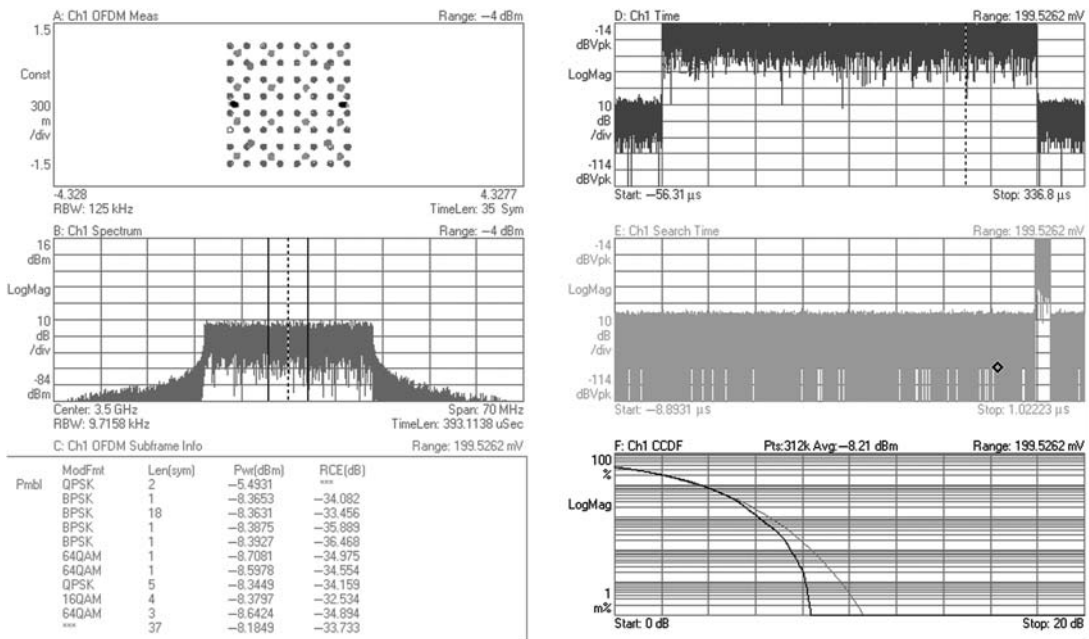 A: Ch1 OFDM Meas Range: −4 dBm
1.5
Const
300
m
/div
-1.5
-4.328 4.3277
RBW: 125 kHz TimeLen: 35 Sym
B: Ch1 Spectrum Range: −4 dBm
16
dBm
LogMag
10
dB
/div
-84
dBm
Center: 3.5 GHz Span: 70 MHz
RBW: 9.7158 kHz TimeLen: 393.1138 uSec
C: Ch1 OFDM Subframe Info Range: 199.5262 mV
ModFmt Len(sym) Pwr(dBm) RCE(dB)
Pmbl QPSK 2 −5.4931 ***
BPSK 1 −8.3653 −34.082
BPSK 18 −8.3631 −33.456
BPSK 1 −8.3875 −35.889
BPSK 1 −8.3927 −36.468
64QAM 1 −8.7081 −34.975
64QAM 1 −8.5978 −34.554
QPSK 5 −8.3449 −34.159
16QAM 4 −8.3797 −32.534
64QAM 3 −8.6424 −34.894
*** 37 −8.1849 −33.733
D: Ch1 Time Range: 199.5262 mV
-14
dBVpk
LogMag
10
dB
/div
-114
dBVpk
Start: −56.31 μs Stop: 336.8 μs
E: Ch1 Search Time Range: 199.5262 mV
-14
dBVpk
LogMag
10
dB
/div
-114
dBVpk
Start: −8.8931 μs Stop: 1.02223 μs
F: Ch1 CCDF Pts:312k Avg:−8.21 dBm Range: 199.5262 mV
100
%
LogMag
1
m%
Start: 0 dB Stop: 20 dB